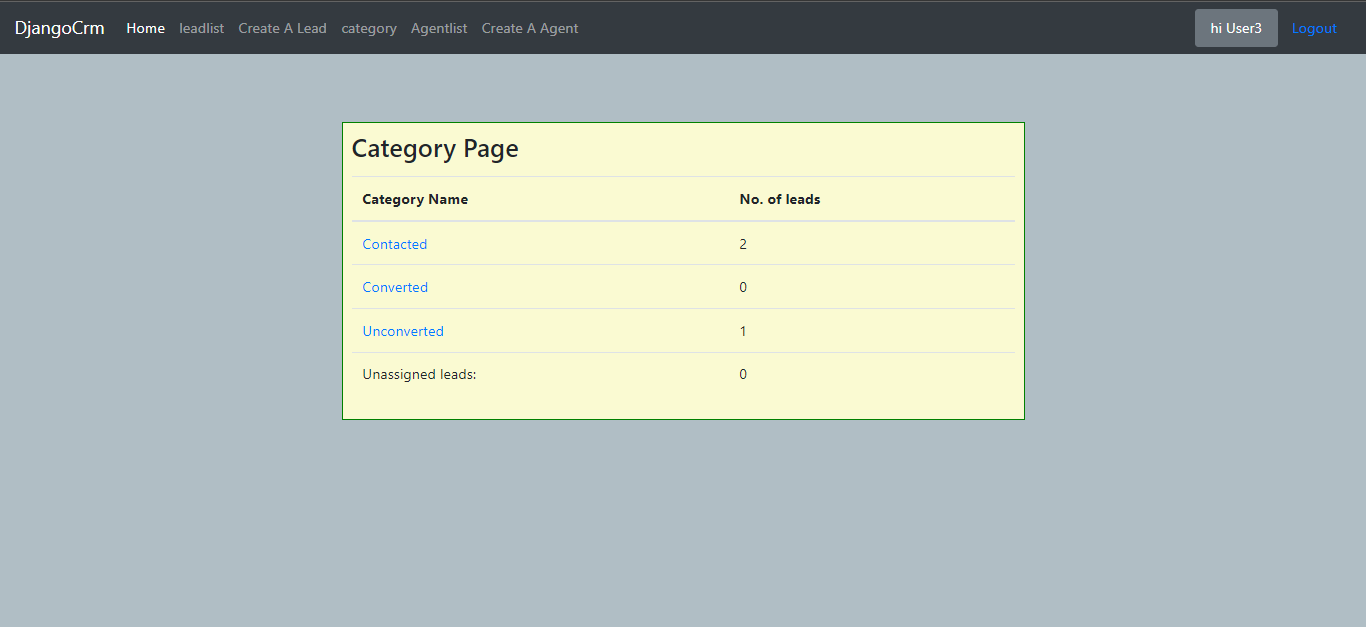 DjangoCrm Home leadlist Create A Lead category Agentlist Create A Agent hi User3 Logout
Category Page
Category Name No. of leads
Contacted 2
Converted 0
Unconverted 1
Unassigned leads: 0